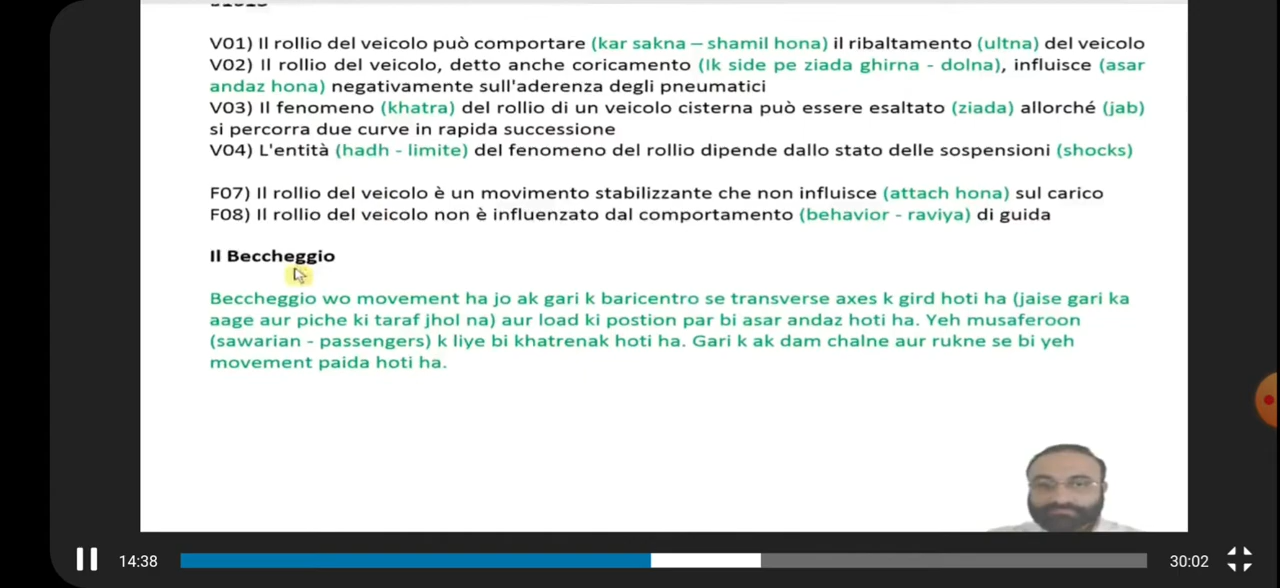 V01) Il rollio del veicolo può comportare (kar sakna – shamil hona) il ribaltamento (ultna) del veicolo
V02) Il rollio del veicolo, detto anche coricamento (Ik side pe ziada ghirna - dolna), influisce (asar
andaz hona) negativamente sull'aderenza degli pneumatici
V03) Il fenomeno (khatra) del rollio di un veicolo cisterna può essere esaltato (ziada) allorché (jab)
si percorra due curve in rapida successione
V04) L'entità (hadh - limite) del fenomeno del rollio dipende dallo stato delle sospensioni (shocks)
F07) Il rollio del veicolo è un movimento stabilizzante che non influisce (attach hona) sul carico
F08) Il rollio del veicolo non è influenzato dal comportamento (behavior - raviya) di guida
Il Beccheggio
Beccheggio wo movement ha jo ak gari k baricentro se transverse axes k gird hoti ha (jaise gari ka
aage aur piche ki taraf jhol na) aur load ki postion par bi asar andaz hoti ha. Yeh musaferoon
(sawarian - passengers) k liye bi khatrenak hoti ha. Gari k ak dam chalne aur rukne se bi yeh
movement paida hoti ha.
14:38
30:02